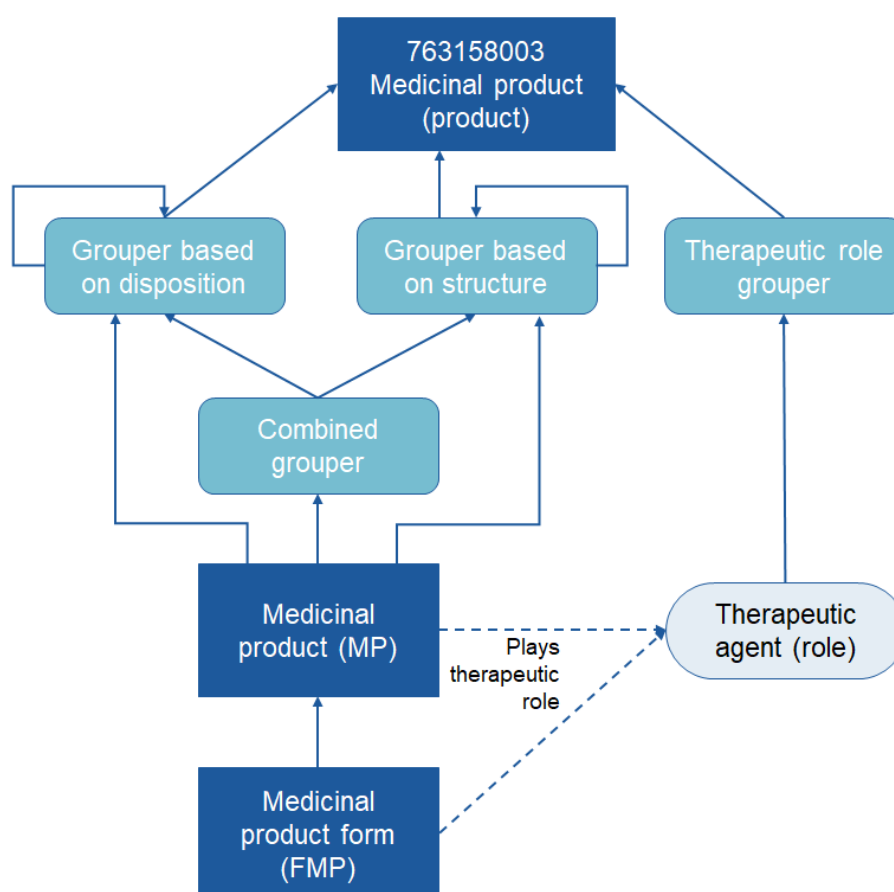 763158003
Medicinal product
(product)
Grouper based
on disposition
Grouper based
on structure
Therapeutic role
grouper
Combined
grouper
Medicinal
product (MP)
Plays
therapeutic
role
Therapeutic
agent (role)
Medicinal
product form
(FMP)